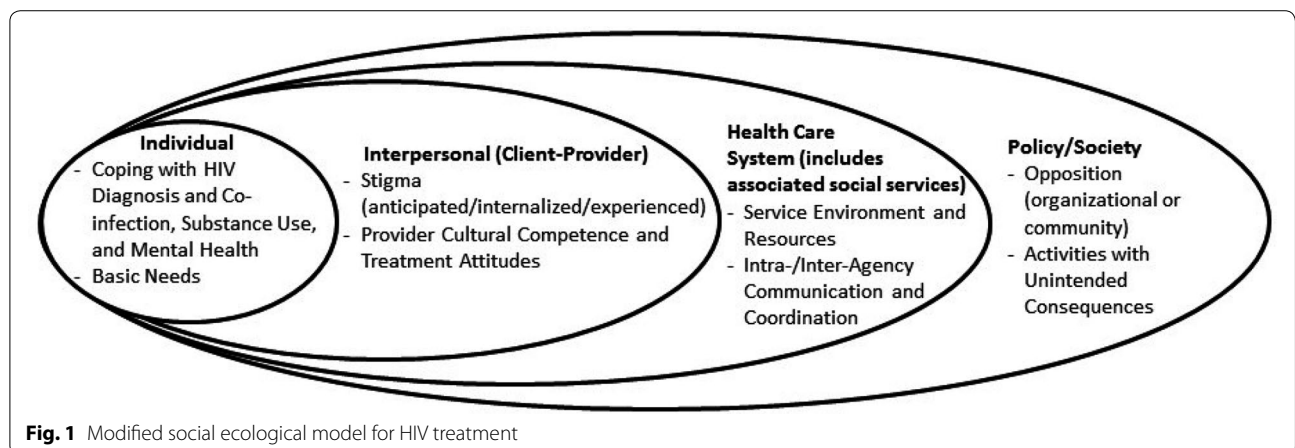 Individual
- Coping with HIV
Diagnosis and Co-
infection, Substance Use,
and Mental Health
- Basic Needs
Interpersonal (Client-Provider)
- Stigma
(anticipated/internalized/experienced)
- Provider Cultural Competence and
Treatment Attitudes
Health Care
System (includes
associated social services)
- Service Environment and
Resources
- Intra-/Inter-Agency
Communication and
Coordination
Policy/Society
- Opposition
(organizational or
community)
- Activities with
Unintended
Consequences
Fig. 1 Modified social ecological model for HIV treatment